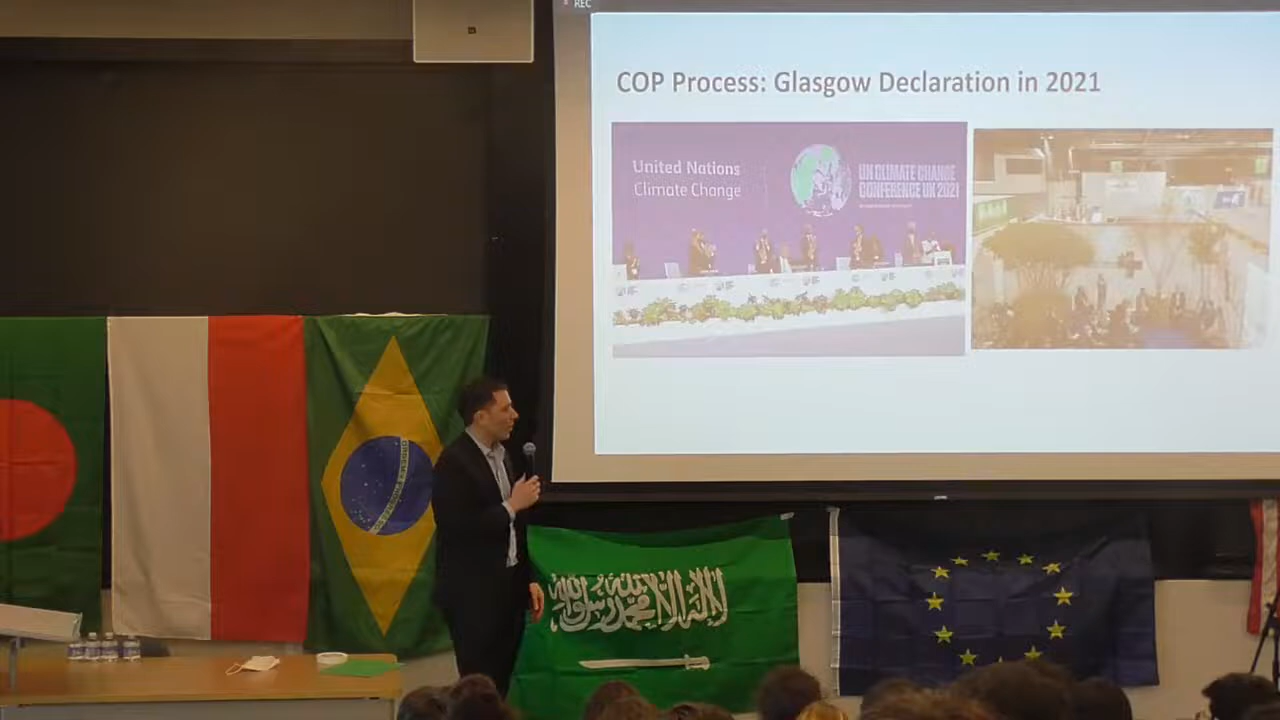 REC
COP Process: Glasgow Declaration in 2021
United Nations
Climate Change
UN CLIMATE CHANGE
CONFERENCE UK 2021
لا إله إلا الله محمد رسول الله